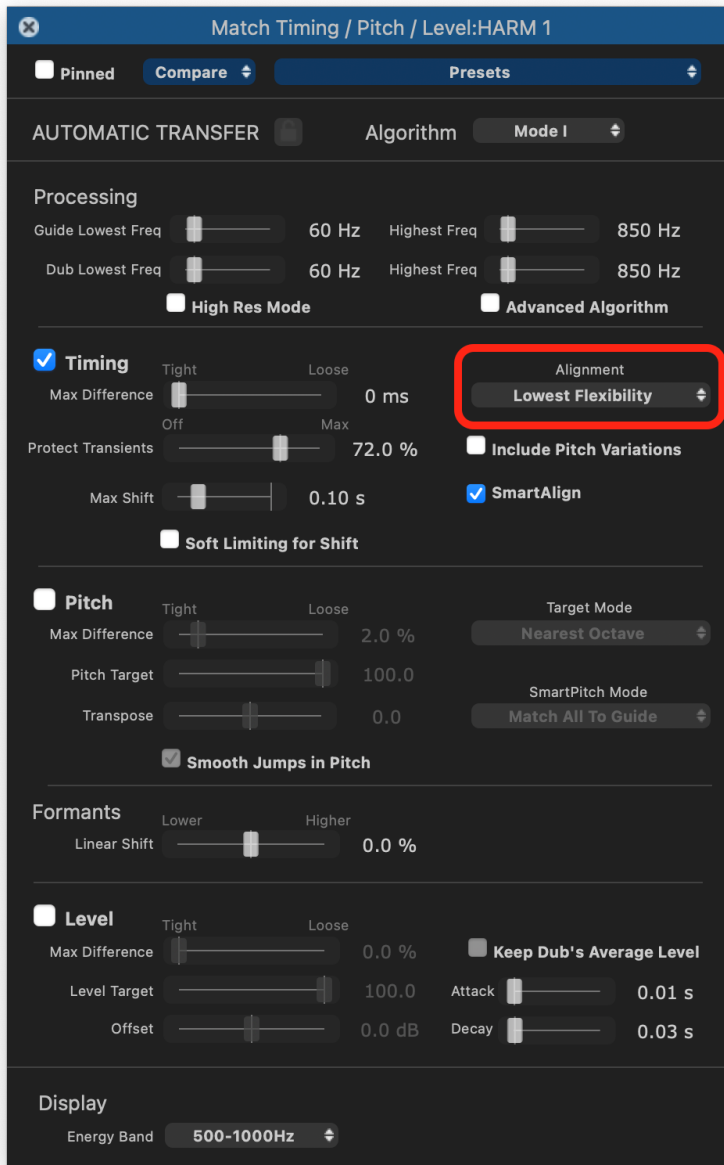 Match Timing / Pitch / Level:HARM 1
Pinned Compare Presets
AUTOMATIC TRANSFER Algorithm Mode I
Processing
Guide Lowest Freq 60 Hz Highest Freq 850 Hz
Dub Lowest Freq 60 Hz Highest Freq 850 Hz
High Res Mode Advanced Algorithm
Timing Tight Loose Alignment
Max Difference 0 ms Lowest Flexibility
Off Max
Protect Transients 72.0 % Include Pitch Variations
Max Shift 0.10 s SmartAlign
Soft Limiting for Shift
Pitch Tight Loose Target Mode
Max Difference 2.0 % Nearest Octave
Pitch Target 100.0
SmartPitch Mode
Transpose 0.0 Match All To Guide
Smooth Jumps in Pitch
Formants Lower Higher
Linear Shift 0.0 %
Level Tight Loose
Max Difference 0.0 % Keep Dub's Average Level
Level Target 100.0 Attack 0.01 s
Offset 0.0 dB Decay 0.03 s
Display
Energy Band 500-1000Hz